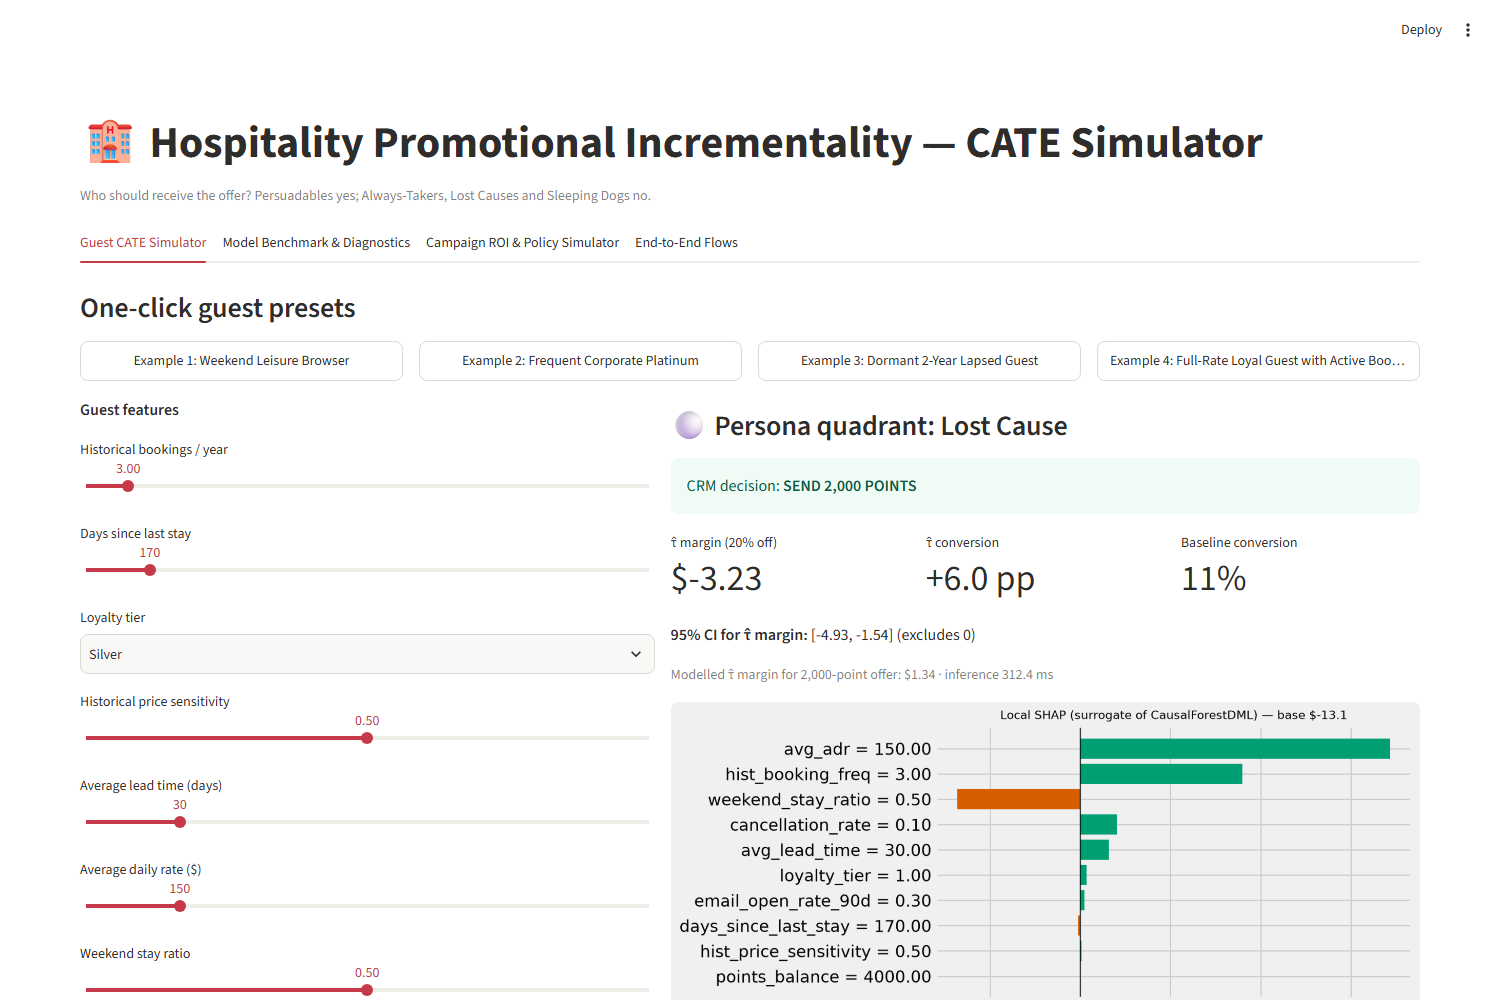 Deploy
Hospitality Promotional Incrementality — CATE Simulator
Who should receive the offer? Persuadables yes; Always-Takers, Lost Causes and Sleeping Dogs no.
Guest CATE Simulator
Model Benchmark & Diagnostics
Campaign ROI & Policy Simulator
End-to-End Flows
One-click guest presets
Example 1: Weekend Leisure Browser
Example 2: Frequent Corporate Platinum
Example 3: Dormant 2-Year Lapsed Guest
Example 4: Full-Rate Loyal Guest with Active Boo…
Guest features
Historical bookings / year
3.00
Days since last stay
170
Loyalty tier
Silver
Historical price sensitivity
0.50
Average lead time (days)
30
Average daily rate ($)
150
Weekend stay ratio
0.50
Persona quadrant: Lost Cause
CRM decision: SEND 2,000 POINTS
τ̂ margin (20% off)
$-3.23
τ̂ conversion
+6.0 pp
Baseline conversion
11%
95% CI for τ̂ margin: [-4.93, -1.54] (excludes 0)
Modelled τ̂ margin for 2,000-point offer: $1.34 · inference 312.4 ms
Local SHAP (surrogate of CausalForestDML) — base $-13.1
avg_adr = 150.00
hist_booking_freq = 3.00
weekend_stay_ratio = 0.50
cancellation_rate = 0.10
avg_lead_time = 30.00
loyalty_tier = 1.00
email_open_rate_90d = 0.30
days_since_last_stay = 170.00
hist_price_sensitivity = 0.50
points_balance = 4000.00